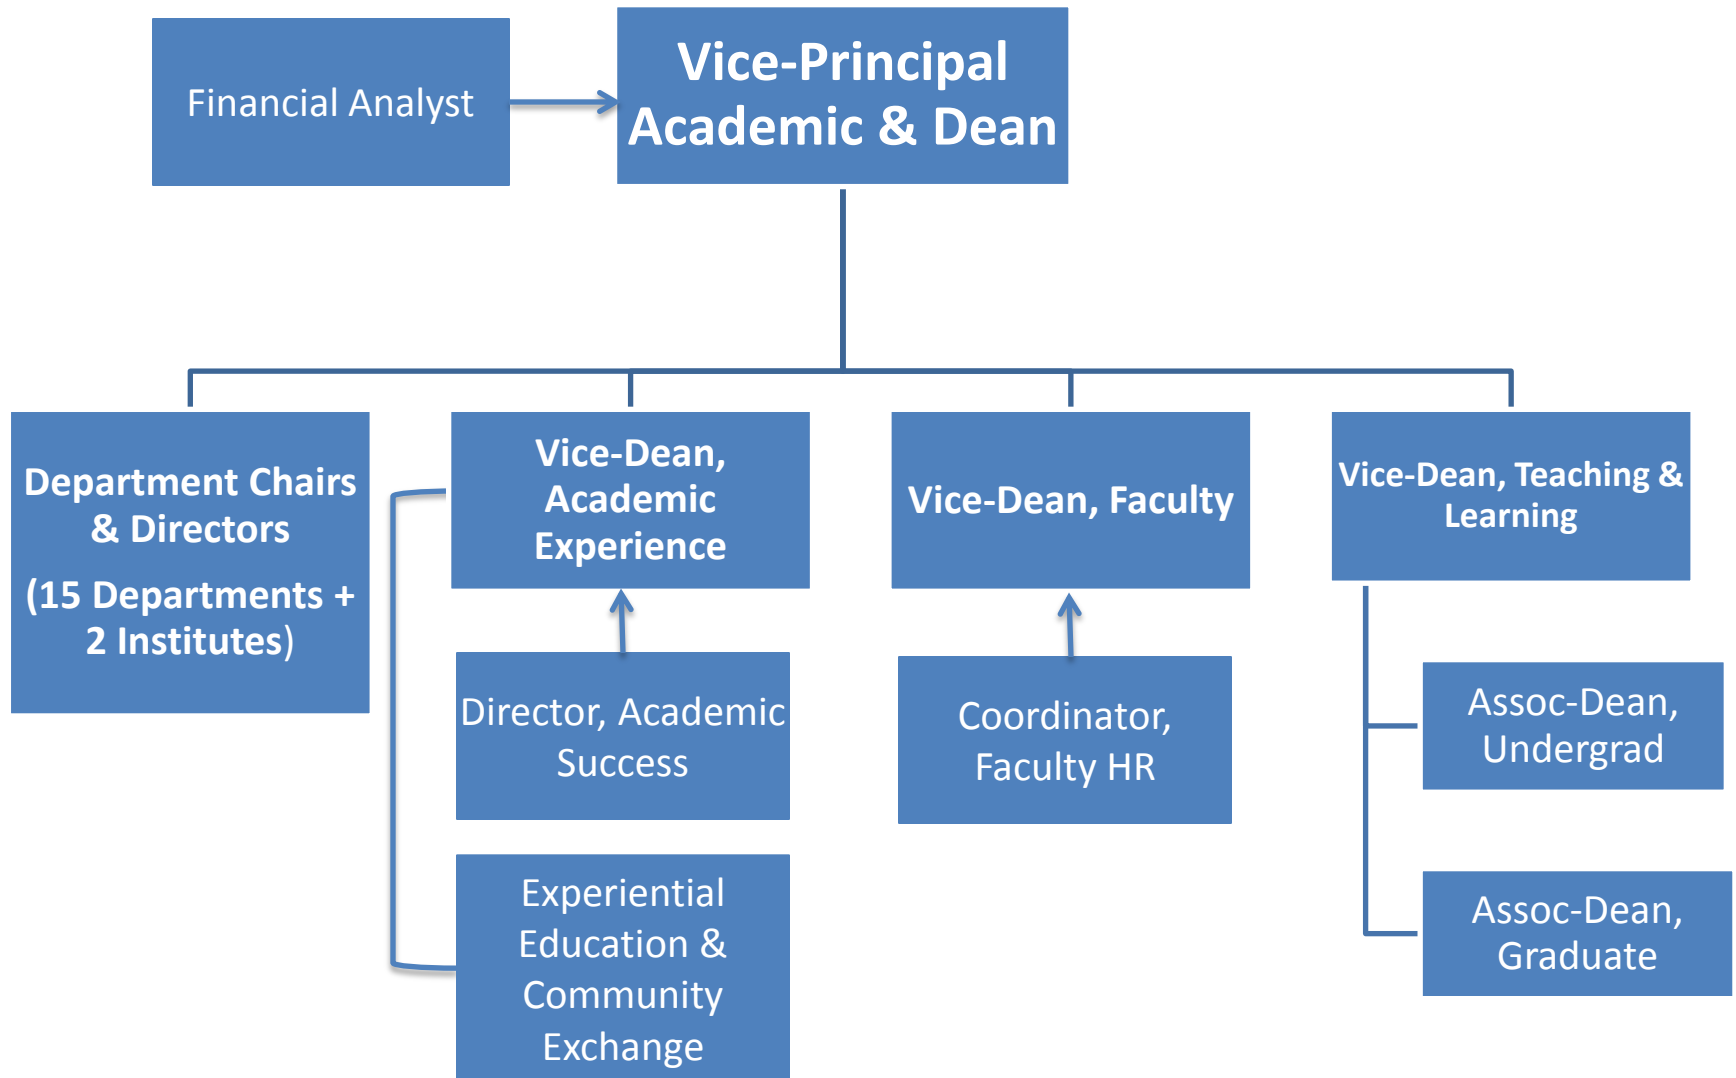 Financial Analyst
Vice-Principal
Academic & Dean
Department Chairs
& Directors
(15 Departments +
2 Institutes)
Vice-Dean,
Academic
Experience
Vice-Dean, Faculty
Vice-Dean, Teaching &
Learning
Director, Academic
Success
Coordinator,
Faculty HR
Assoc-Dean,
Undergrad
Experiential
Education &
Community
Exchange
Assoc-Dean,
Graduate